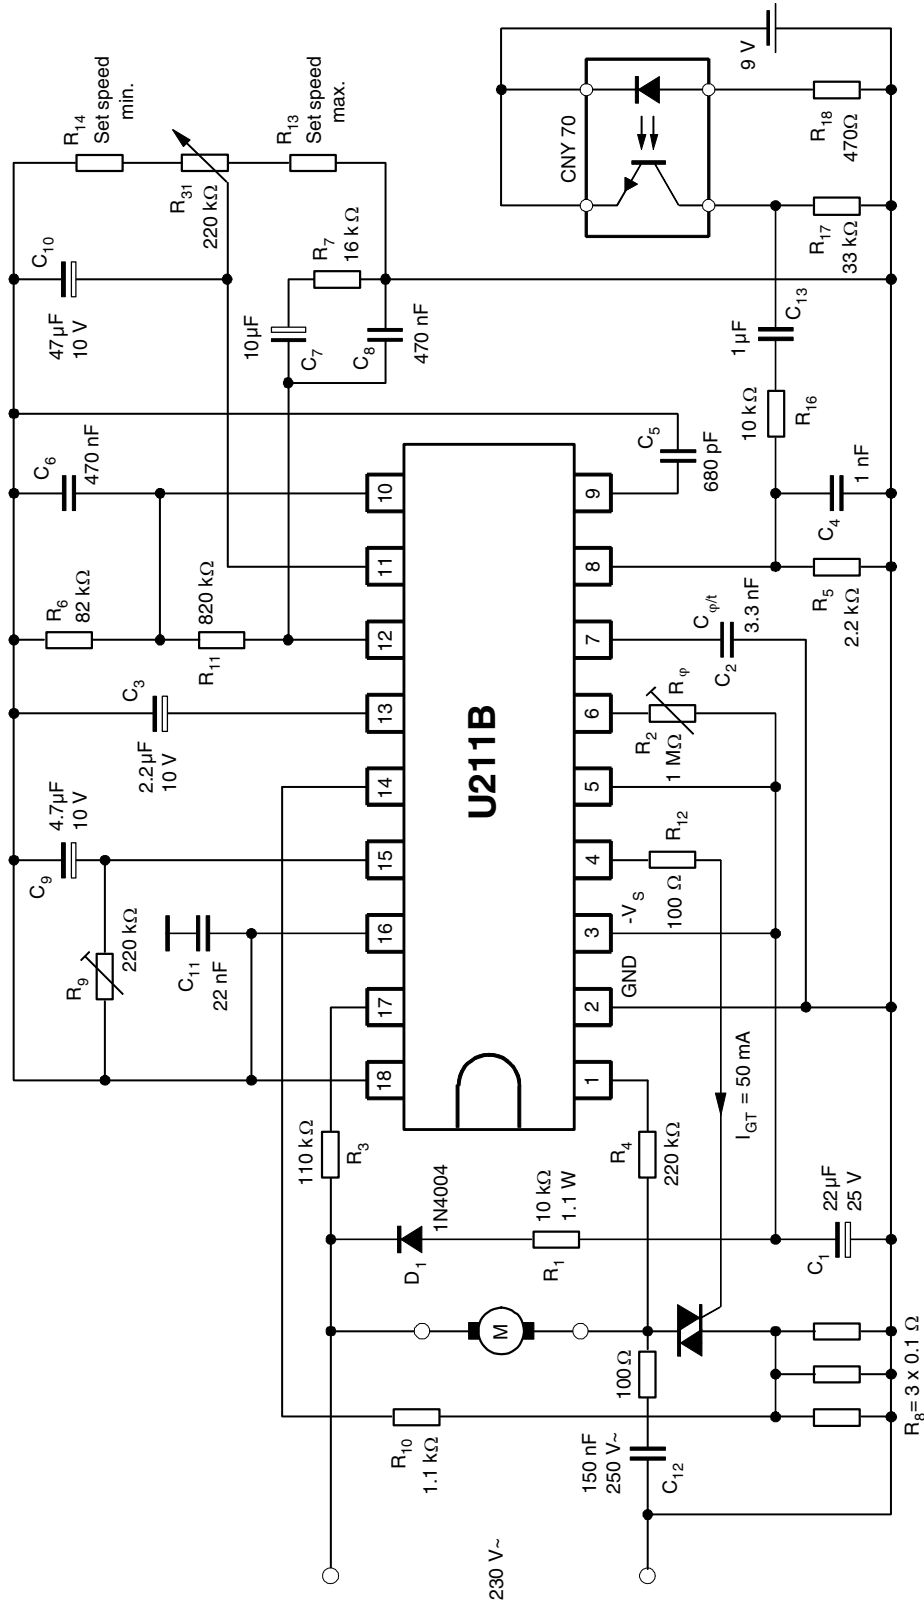 R14
Set speed
min.
R31
220 kΩ
R13
Set speed
max.
C10
47µF
10 V
R7
16 kΩ
10µF
C7
C8
470 nF
CNY 70
9 V
R18
470Ω
R17
33 kΩ
C13
1µF
10 kΩ
R16
C6
470 nF
C5
680 pF
C4
1 nF
R6
82 kΩ
R11
820 kΩ
R5
2.2 kΩ
C3
2.2µF
10 V
Cφ/t
C2
3.3 nF
Rφ
R2
1 MΩ
4.7µF
10 V
C9
R9
220 kΩ
C11
22 nF
R12
100 Ω
-VS
GND
U211B
10
11
12
13
14
15
16
17
18
9
8
7
6
5
4
3
2
1
110 kΩ
R3
R4
220 kΩ
IGT = 50 mA
1N4004
D1
10 kΩ
1.1 W
R1
22µF
25 V
C1
M
100Ω
R10
1.1 kΩ
150 nF
250 V~
C12
R8= 3 x 0.1 Ω
230 V~